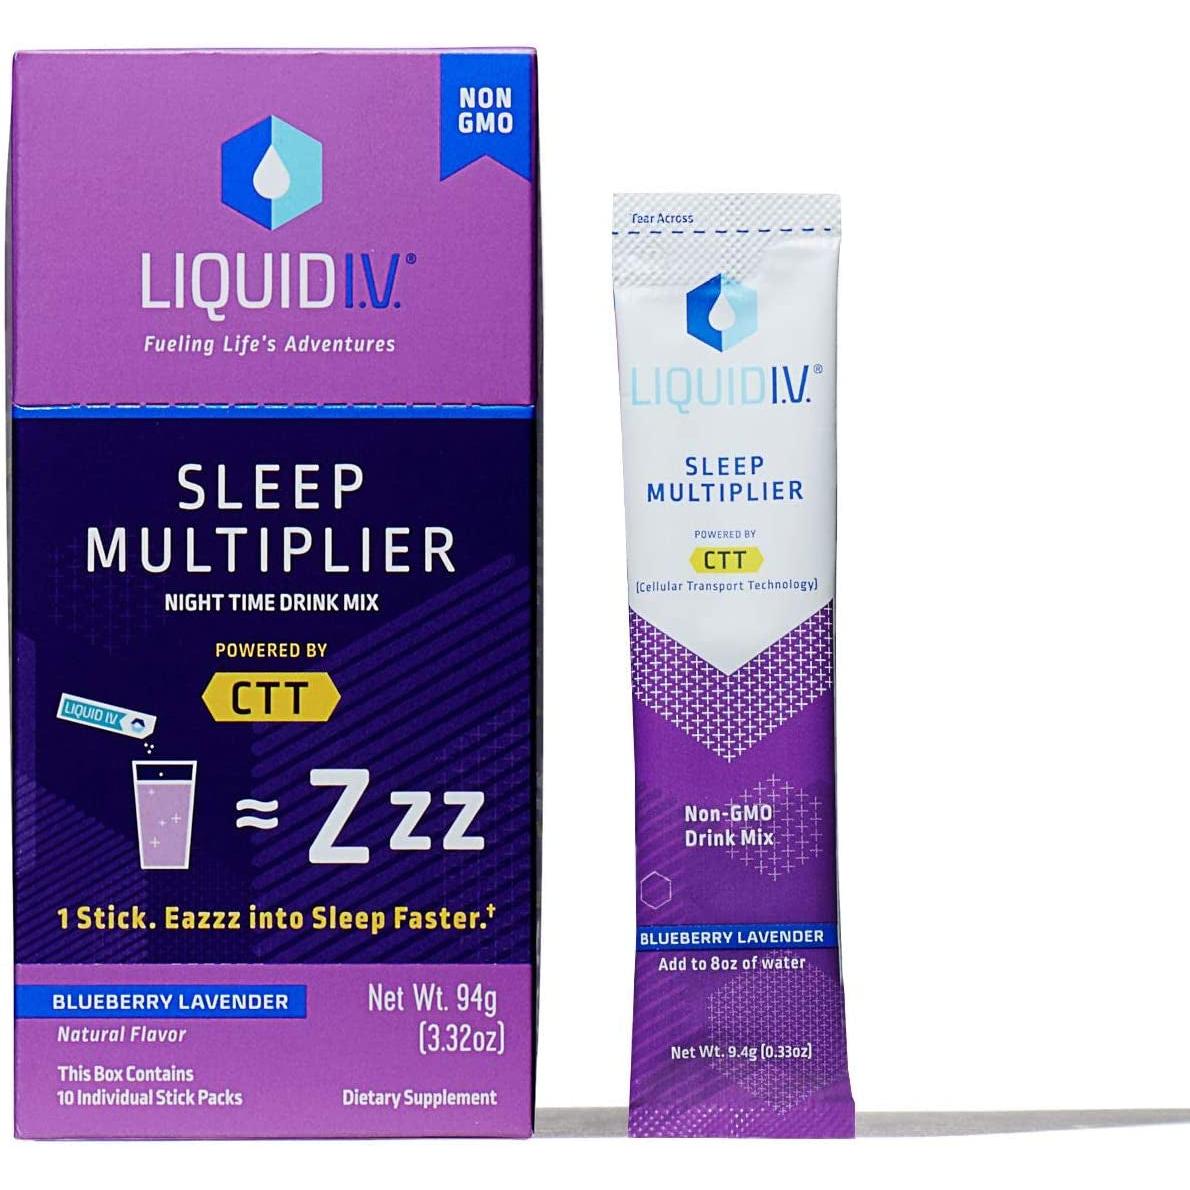 NON
GMO
LIQUID I.V.®
Fueling Life's Adventures
SLEEP
MULTIPLIER
NIGHT TIME DRINK MIX
POWERED BY
CTT
LIQUID IV
≈ Zzz
1 Stick. Eazzz into Sleep Faster.†
BLUEBERRY LAVENDER
Natural Flavor
Net Wt. 94g
(3.32oz)
This Box Contains
10 Individual Stick Packs
Dietary Supplement
Tear Across
LIQUID I.V.®
SLEEP
MULTIPLIER
POWERED BY
CTT
(Cellular Transport Technology)
Non-GMO
Drink Mix
BLUEBERRY LAVENDER
Add to 8oz of water
Net Wt. 9.4g (0.33oz)